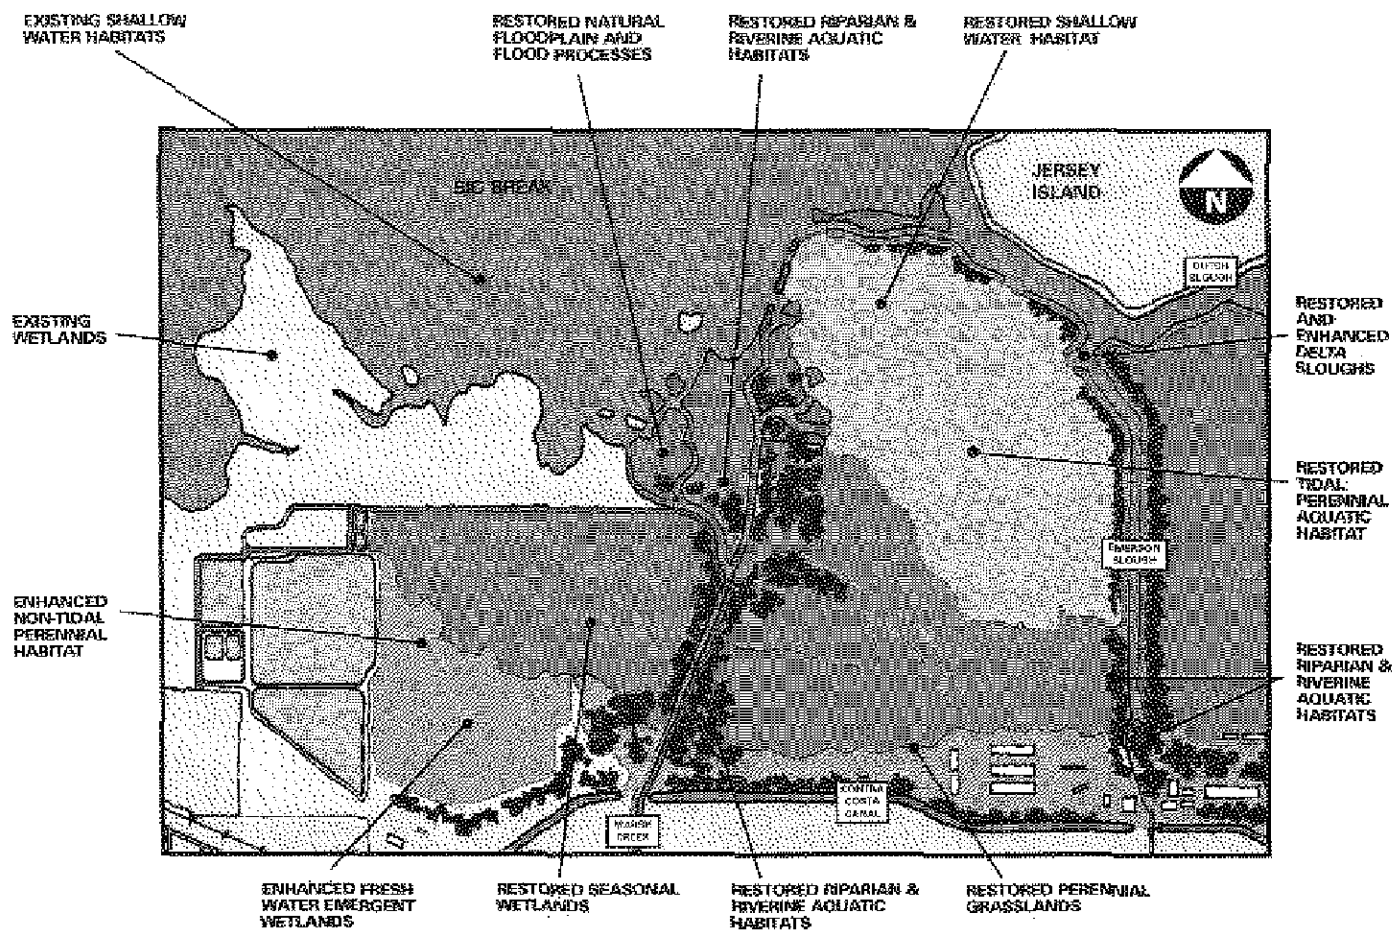 EXISTING SHALLOW
WATER HABITATS
RESTORED NATURAL
FLOODPLAIN AND
FLOOD PROCESSES
RESTORED RIPARIAN &
RIVERINE AQUATIC
HABITATS
RESTORED SHALLOW
WATER HABITAT
BIG BREAK
JERSEY
ISLAND
N
DUTCH
SLOUGH
EXISTING
WETLANDS
RESTORED
AND
ENHANCED
DELTA
SLOUGHS
RESTORED
TIDAL
PERENNIAL
AQUATIC
HABITAT
EMERSON
SLOUGH
ENHANCED
NON-TIDAL
PERENNIAL
HABITAT
RESTORED
RIPARIAN &
RIVERINE
AQUATIC
HABITATS
CONTRA
COSTA
CANAL
MARSH
CREEK
ENHANCED FRESH
WATER EMERGENT
WETLANDS
RESTORED SEASONAL
WETLANDS
RESTORED RIPARIAN &
RIVERINE AQUATIC
HABITATS
RESTORED PERENNIAL
GRASSLANDS